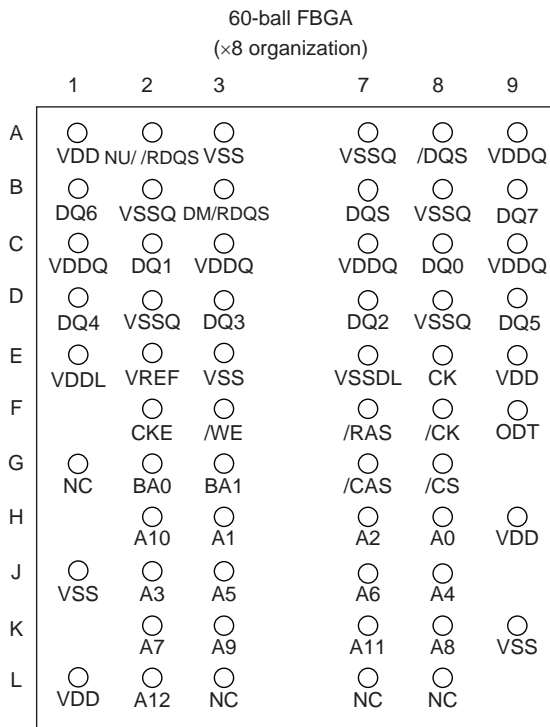 60-ball FBGA
(×8 organization)
1 2 3 7 8 9
A
VDD NU/ /RDQS VSS VSSQ /DQS VDDQ
B
DQ6 VSSQ DM/RDQS DQS VSSQ DQ7
C
VDDQ DQ1 VDDQ VDDQ DQ0 VDDQ
D
DQ4 VSSQ DQ3 DQ2 VSSQ DQ5
E
VDDL VREF VSS VSSDL CK VDD
F
CKE /WE /RAS /CK ODT
G
NC BA0 BA1 /CAS /CS
H
A10 A1 A2 A0 VDD
J
VSS A3 A5 A6 A4
K
A7 A9 A11 A8 VSS
L
VDD A12 NC NC NC